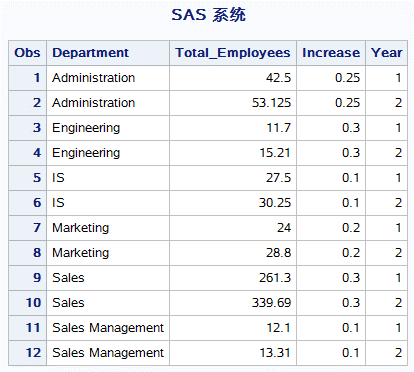 SAS 系统
Obs Department Total_Employees Increase Year
1 Administration 42.5 0.25 1
2 Administration 53.125 0.25 2
3 Engineering 11.7 0.3 1
4 Engineering 15.21 0.3 2
5 IS 27.5 0.1 1
6 IS 30.25 0.1 2
7 Marketing 24 0.2 1
8 Marketing 28.8 0.2 2
9 Sales 261.3 0.3 1
10 Sales 339.69 0.3 2
11 Sales Management 12.1 0.1 1
12 Sales Management 13.31 0.1 2